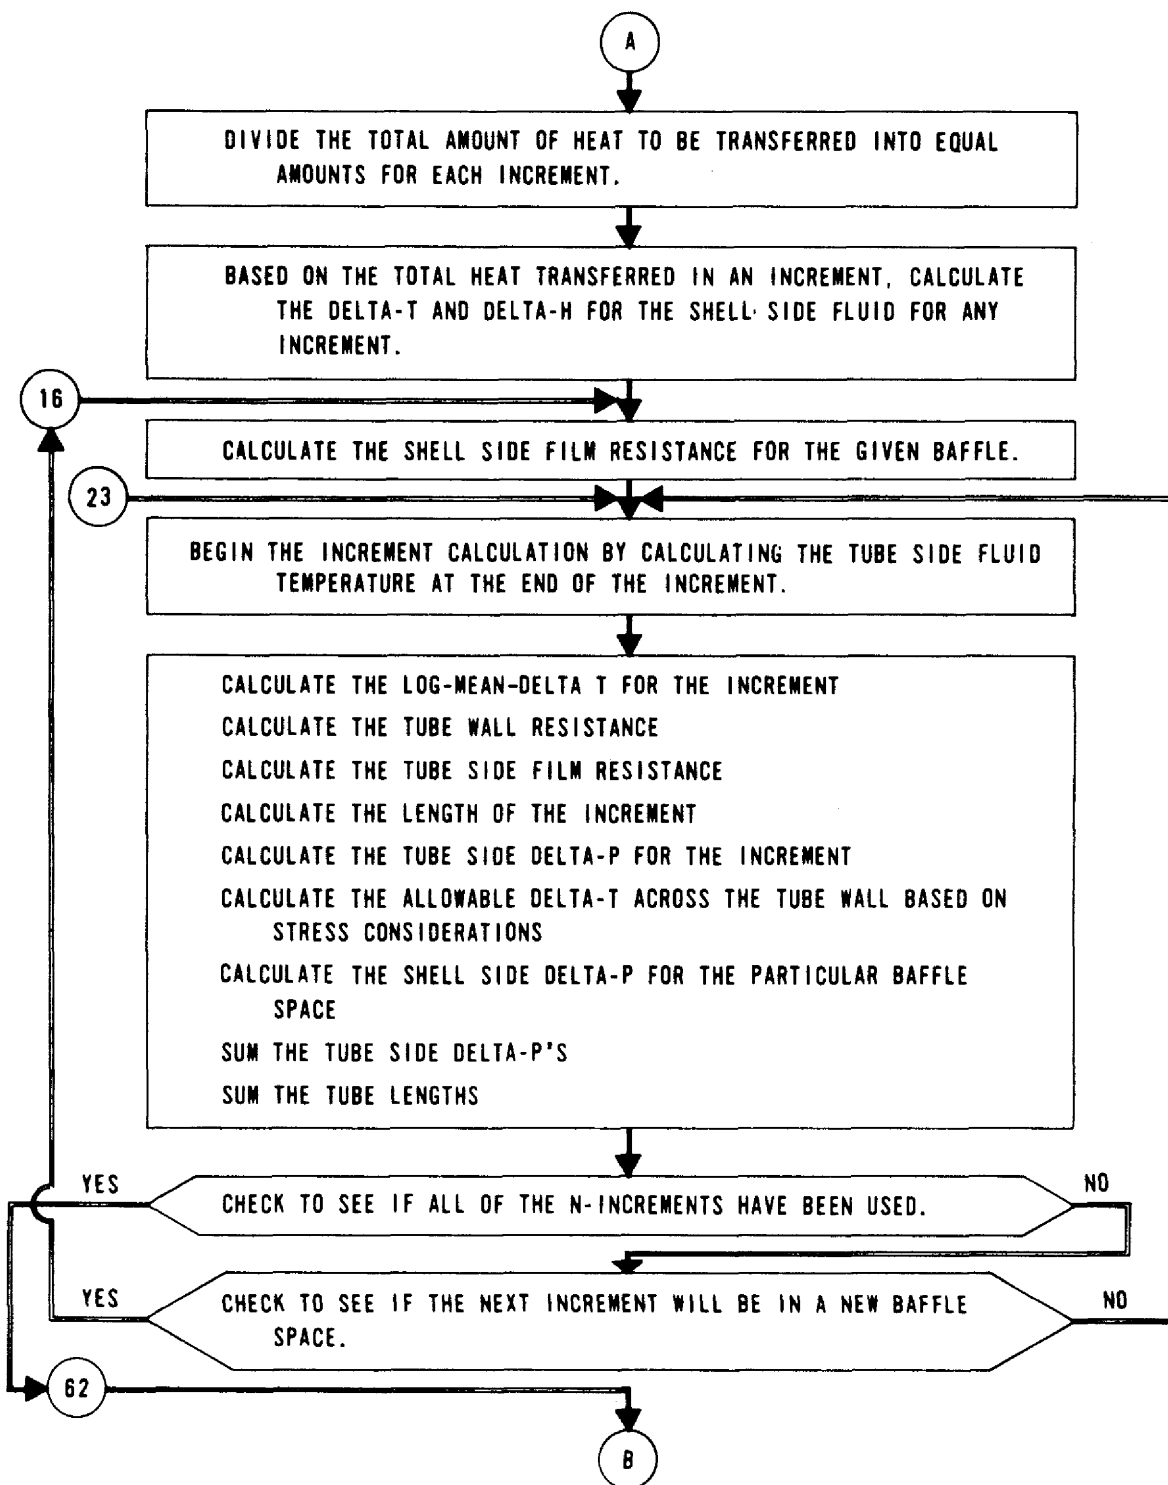 A
DIVIDE THE TOTAL AMOUNT OF HEAT TO BE TRANSFERRED INTO EQUAL
AMOUNTS FOR EACH INCREMENT.
BASED ON THE TOTAL HEAT TRANSFERRED IN AN INCREMENT, CALCULATE
THE DELTA-T AND DELTA-H FOR THE SHELL SIDE FLUID FOR ANY
INCREMENT.
16
CALCULATE THE SHELL SIDE FILM RESISTANCE FOR THE GIVEN BAFFLE.
23
BEGIN THE INCREMENT CALCULATION BY CALCULATING THE TUBE SIDE FLUID
TEMPERATURE AT THE END OF THE INCREMENT.
CALCULATE THE LOG-MEAN-DELTA T FOR THE INCREMENT
CALCULATE THE TUBE WALL RESISTANCE
CALCULATE THE TUBE SIDE FILM RESISTANCE
CALCULATE THE LENGTH OF THE INCREMENT
CALCULATE THE TUBE SIDE DELTA-P FOR THE INCREMENT
CALCULATE THE ALLOWABLE DELTA-T ACROSS THE TUBE WALL BASED ON
STRESS CONSIDERATIONS
CALCULATE THE SHELL SIDE DELTA-P FOR THE PARTICULAR BAFFLE
SPACE
SUM THE TUBE SIDE DELTA-P'S
SUM THE TUBE LENGTHS
YES
CHECK TO SEE IF ALL OF THE N-INCREMENTS HAVE BEEN USED.
NO
YES
CHECK TO SEE IF THE NEXT INCREMENT WILL BE IN A NEW BAFFLE
SPACE.
NO
62
B